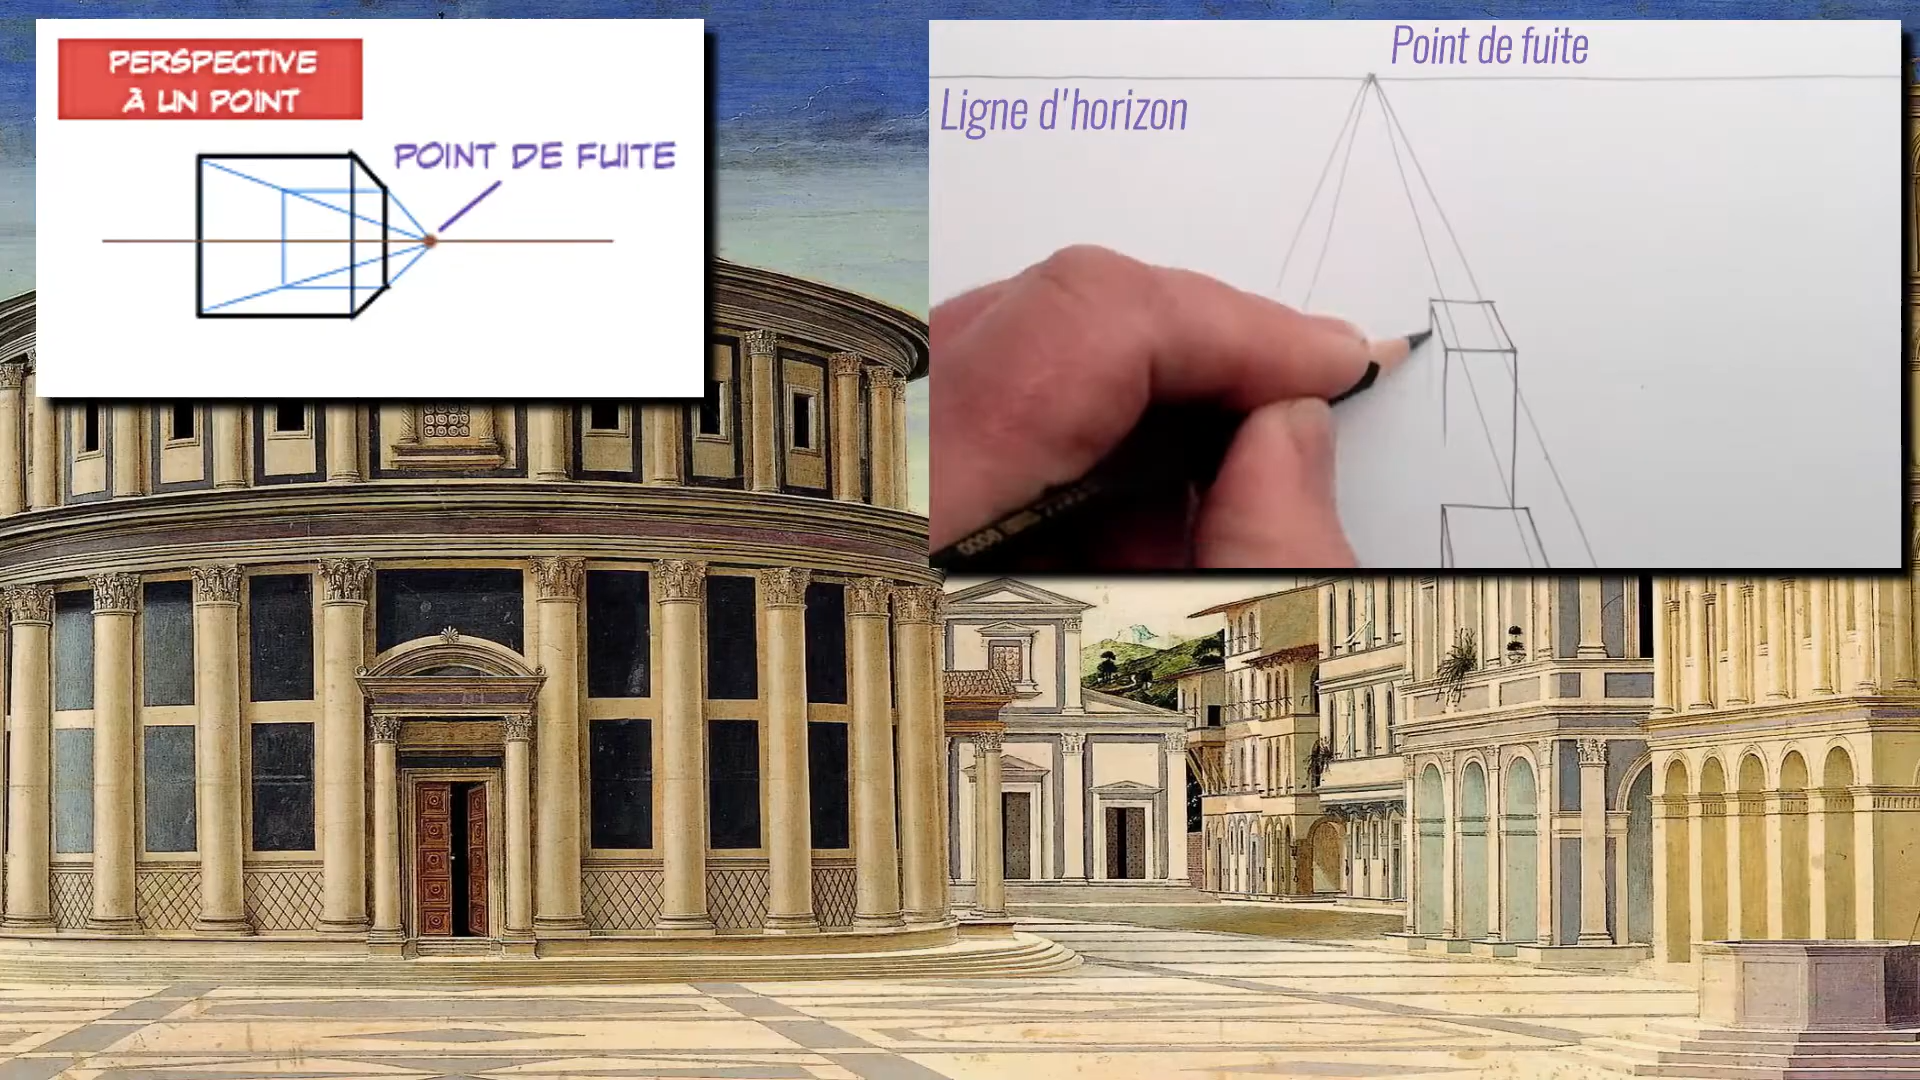 PERSPECTIVE
À UN POINT
POINT DE FUITE
Point de fuite
Ligne d'horizon